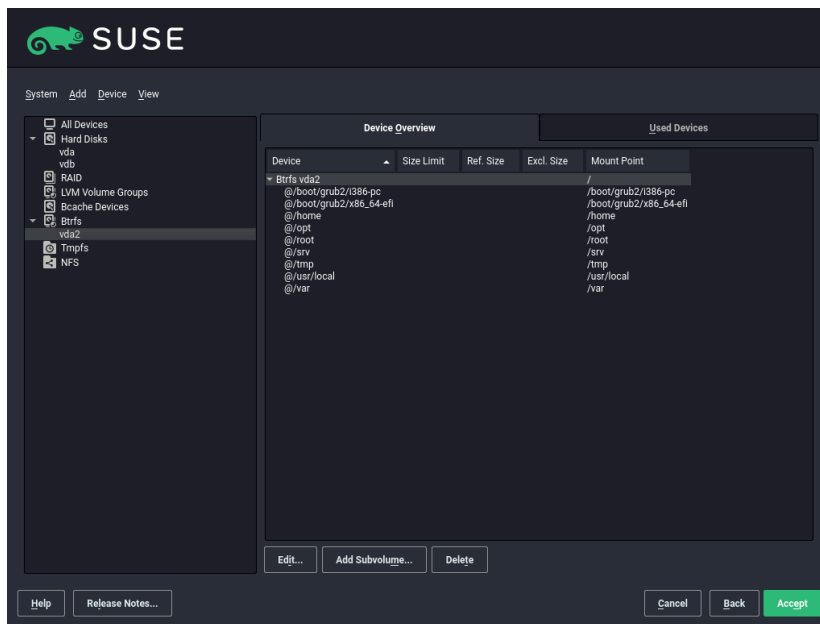 SUSE
System Add Device View
All Devices
Hard Disks
vda
vdb
RAID
LVM Volume Groups
Bcache Devices
Btrfs
vda2
Tmpfs
NFS
Device Overview
Used Devices
Device Size Limit Ref. Size Excl. Size Mount Point
Btrfs vda2 /
@/boot/grub2/i386-pc /boot/grub2/i386-pc
@/boot/grub2/x86_64-efi /boot/grub2/x86_64-efi
@/home /home
@/opt /opt
@/root /root
@/srv /srv
@/tmp /tmp
@/usr/local /usr/local
@/var /var
Edit... Add Subvolume... Delete
Help Release Notes... Cancel Back Accept